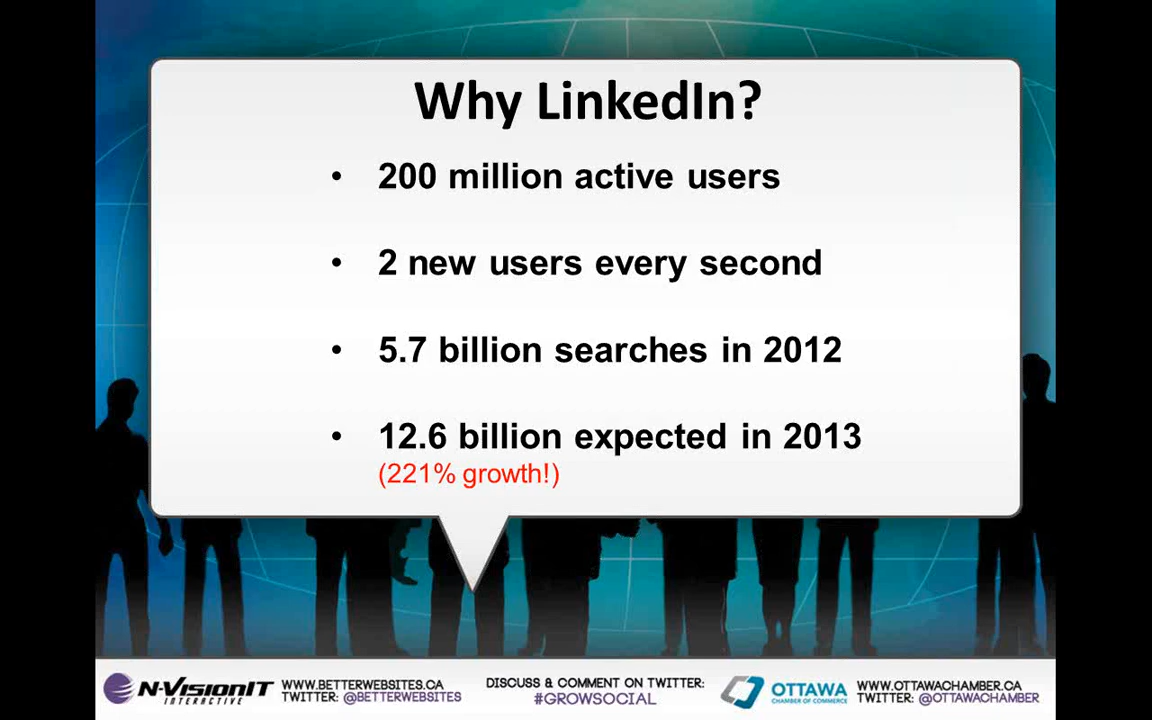 Why LinkedIn?
• 200 million active users
• 2 new users every second
• 5.7 billion searches in 2012
• 12.6 billion expected in 2013
(221% growth!)
N-VISIONIT
INTERACTIVE
WWW.BETTERWEBSITES.CA
TWITTER: @BETTERWEBSITES
DISCUSS & COMMENT ON TWITTER:
#GROWSOCIAL
OTTAWA
CHAMBER OF COMMERCE
WWW.OTTAWACHAMBER.CA
TWITTER: @OTTAWACHAMBER